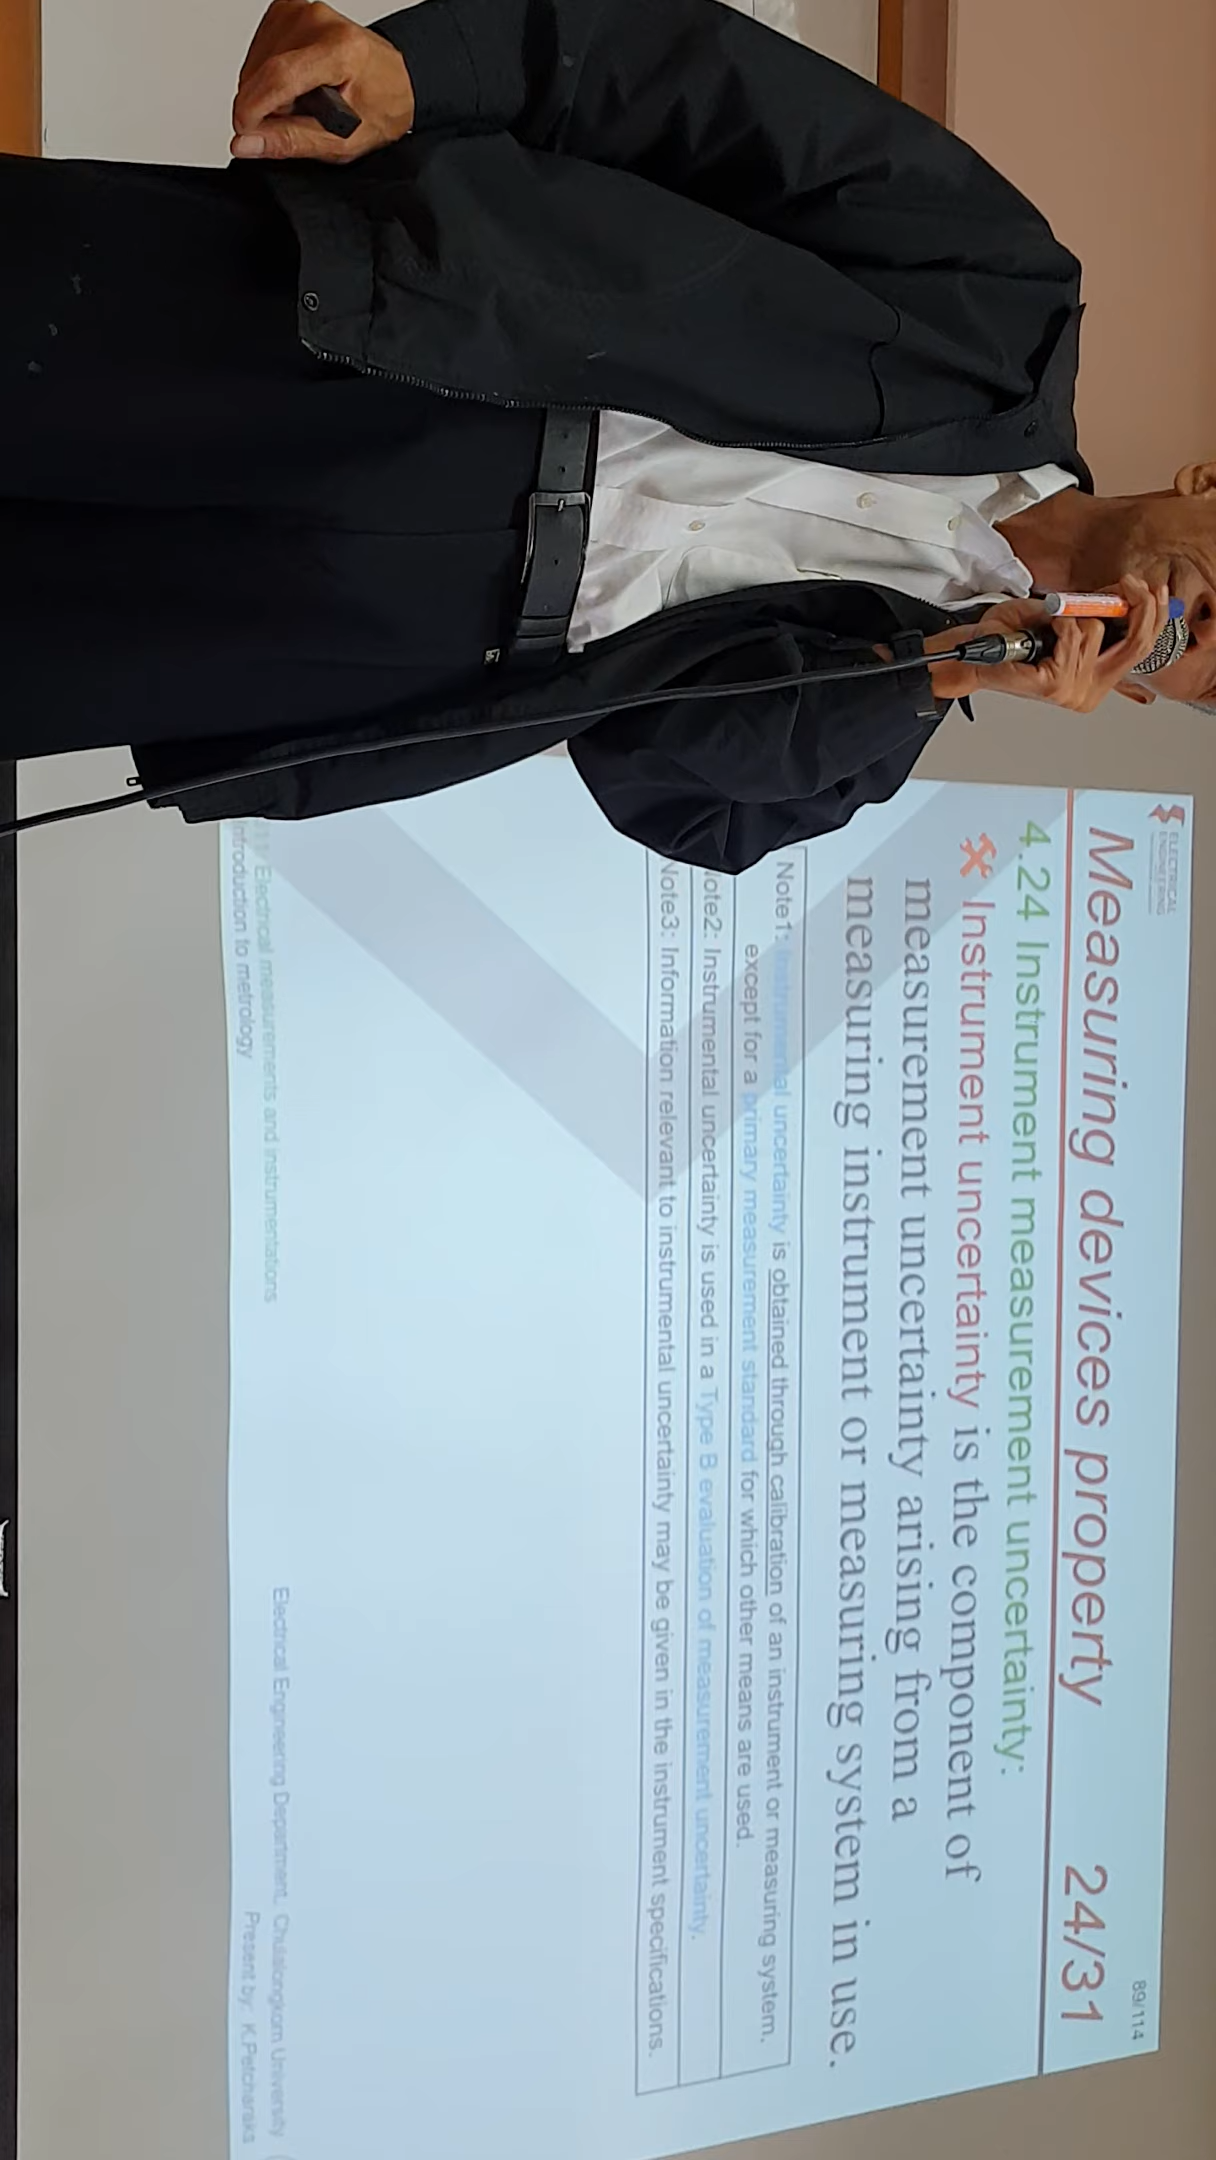 ELECTRICAL
ENGINEERING
89/114
Measuring devices property 24/31
4.24 Instrument measurement uncertainty:
Instrument uncertainty is the component of
measurement uncertainty arising from a
measuring instrument or measuring system in use.
Note1: Instrumental uncertainty is obtained through calibration of an instrument or measuring system,
except for a primary measurement standard for which other means are used.
Note2: Instrumental uncertainty is used in a Type B evaluation of measurement uncertainty.
Note3: Information relevant to instrumental uncertainty may be given in the instrument specifications.
Electrical measurements and instrumentations
Introduction to metrology
Electrical Engineering Department, Chulalongkorn University
Present by: K.Petcharaks